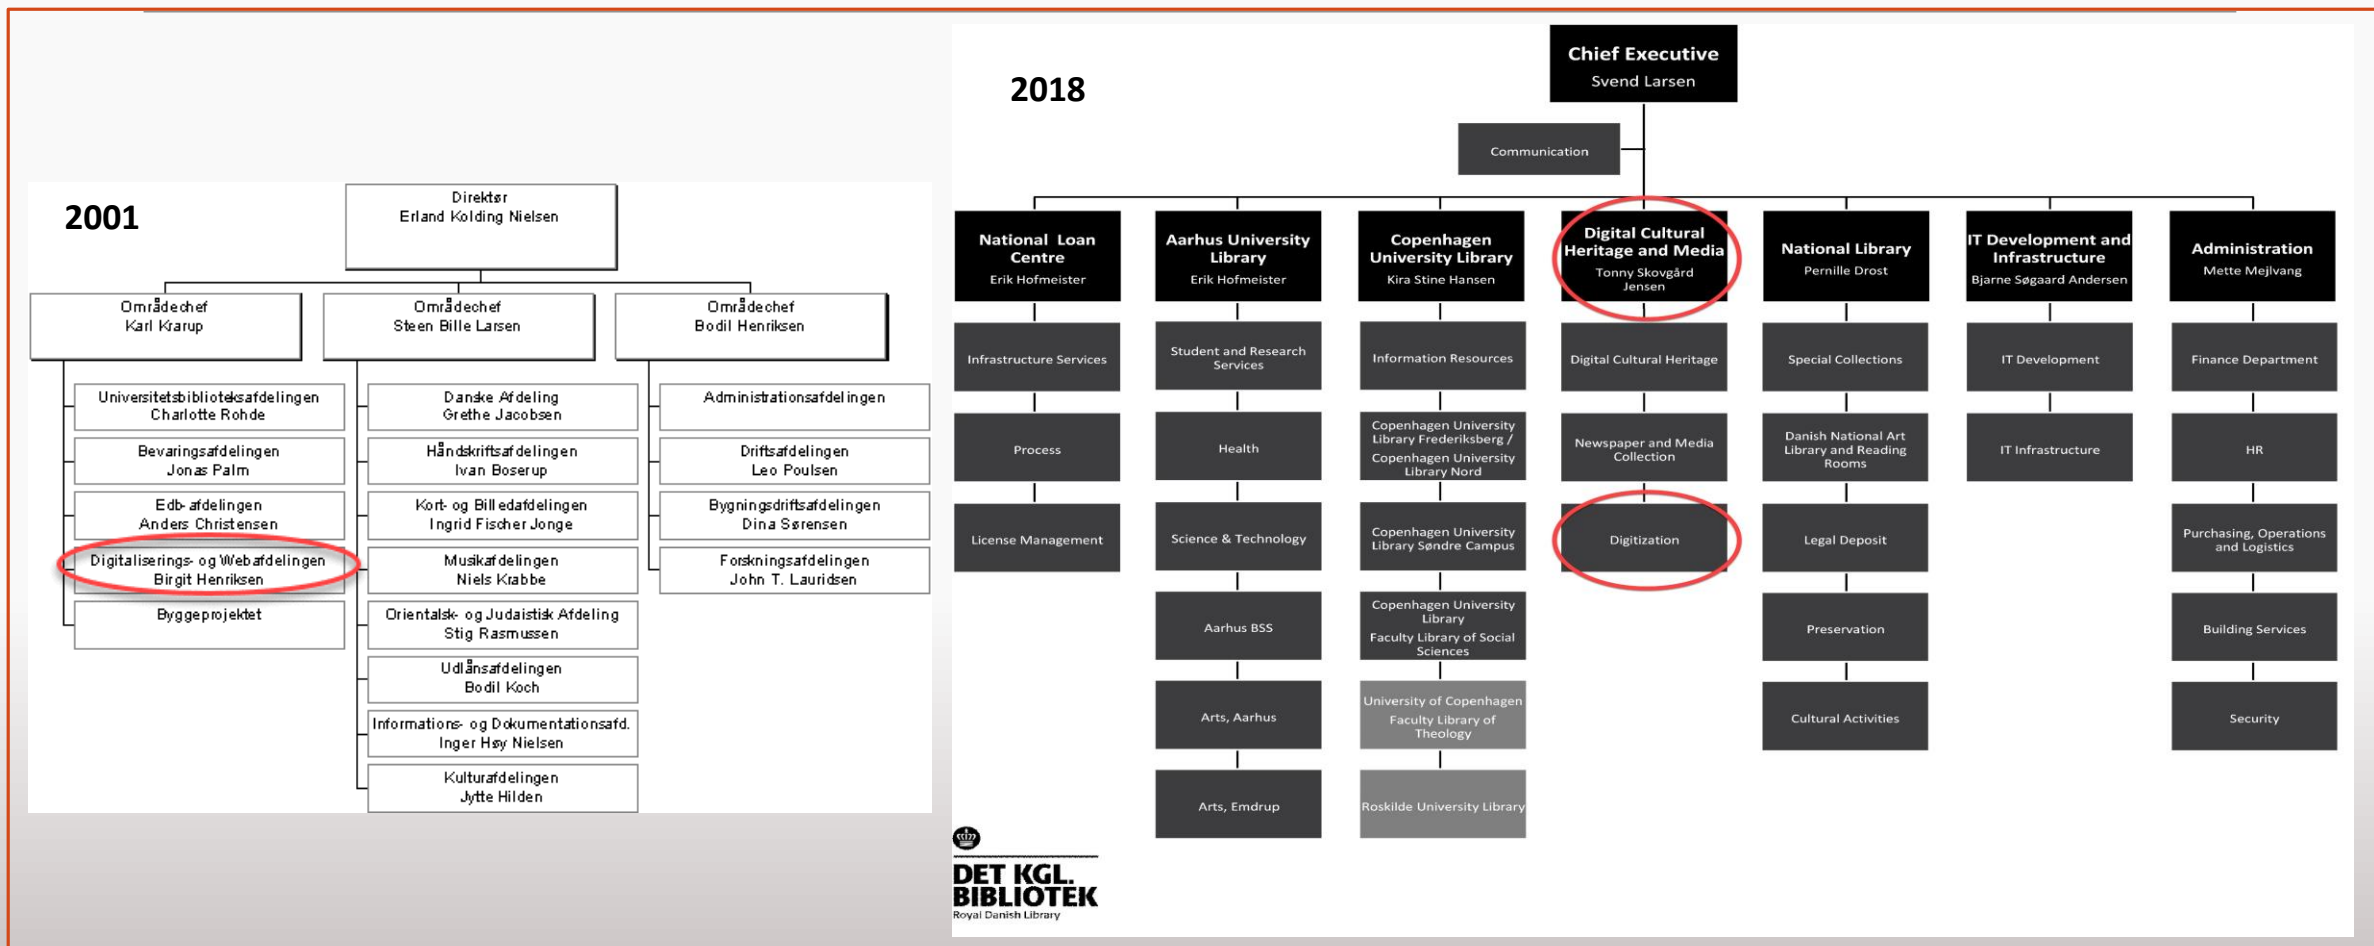 2001
Direktør
Erland Kolding Nielsen
Områdechef
Karl Krarup
Universitetsbiblioteksafdelingen
Charlotte Rohde
Bevaringsafdelingen
Jonas Palm
Edb-afdelingen
Anders Christensen
Digitaliserings- og Webafdelingen
Birgit Henriksen
Byggeprojektet
Områdechef
Steen Bille Larsen
Danske Afdeling
Grethe Jacobsen
Håndskriftsafdelingen
Ivan Boserup
Kort- og Billedafdelingen
Ingrid Fischer Jonge
Musikafdelingen
Niels Krabbe
Orientalsk- og Judaistisk Afdeling
Stig Rasmussen
Udlånsafdelingen
Bodil Koch
Informations- og Dokumentationsafd.
Inger Høy Nielsen
Kulturafdelingen
Jytte Hilden
Områdechef
Bodil Henriksen
Administrationsafdelingen
Driftsafdelingen
Leo Poulsen
Bygningsdriftsafdelingen
Dina Sørensen
Forskningsafdelingen
John T. Lauridsen
2018
Chief Executive
Svend Larsen
Communication
National Loan
Centre
Erik Hofmeister
Infrastructure Services
Process
License Management
Aarhus University
Library
Erik Hofmeister
Student and Research
Services
Health
Science & Technology
Aarhus BSS
Arts, Aarhus
Arts, Emdrup
Copenhagen
University Library
Kira Stine Hansen
Information Resources
Copenhagen University
Library Frederiksberg /
Copenhagen University
Library Nord
Copenhagen University
Library Søndre Campus
Copenhagen University
Library
Faculty Library of Social
Sciences
University of Copenhagen
Faculty Library of
Theology
Roskilde University Library
Digital Cultural
Heritage and Media
Tonny Skovgård
Jensen
Digital Cultural Heritage
Newspaper and Media
Collection
Digitization
National Library
Pernille Drost
Special Collections
Danish National Art
Library and Reading
Rooms
Legal Deposit
Preservation
Cultural Activities
IT Development and
Infrastructure
Bjarne Søgaard Andersen
IT Development
IT Infrastructure
Administration
Mette Mejlvang
Finance Department
HR
Purchasing, Operations
and Logistics
Building Services
Security
DET KGL.
BIBLIOTEK
Royal Danish Library